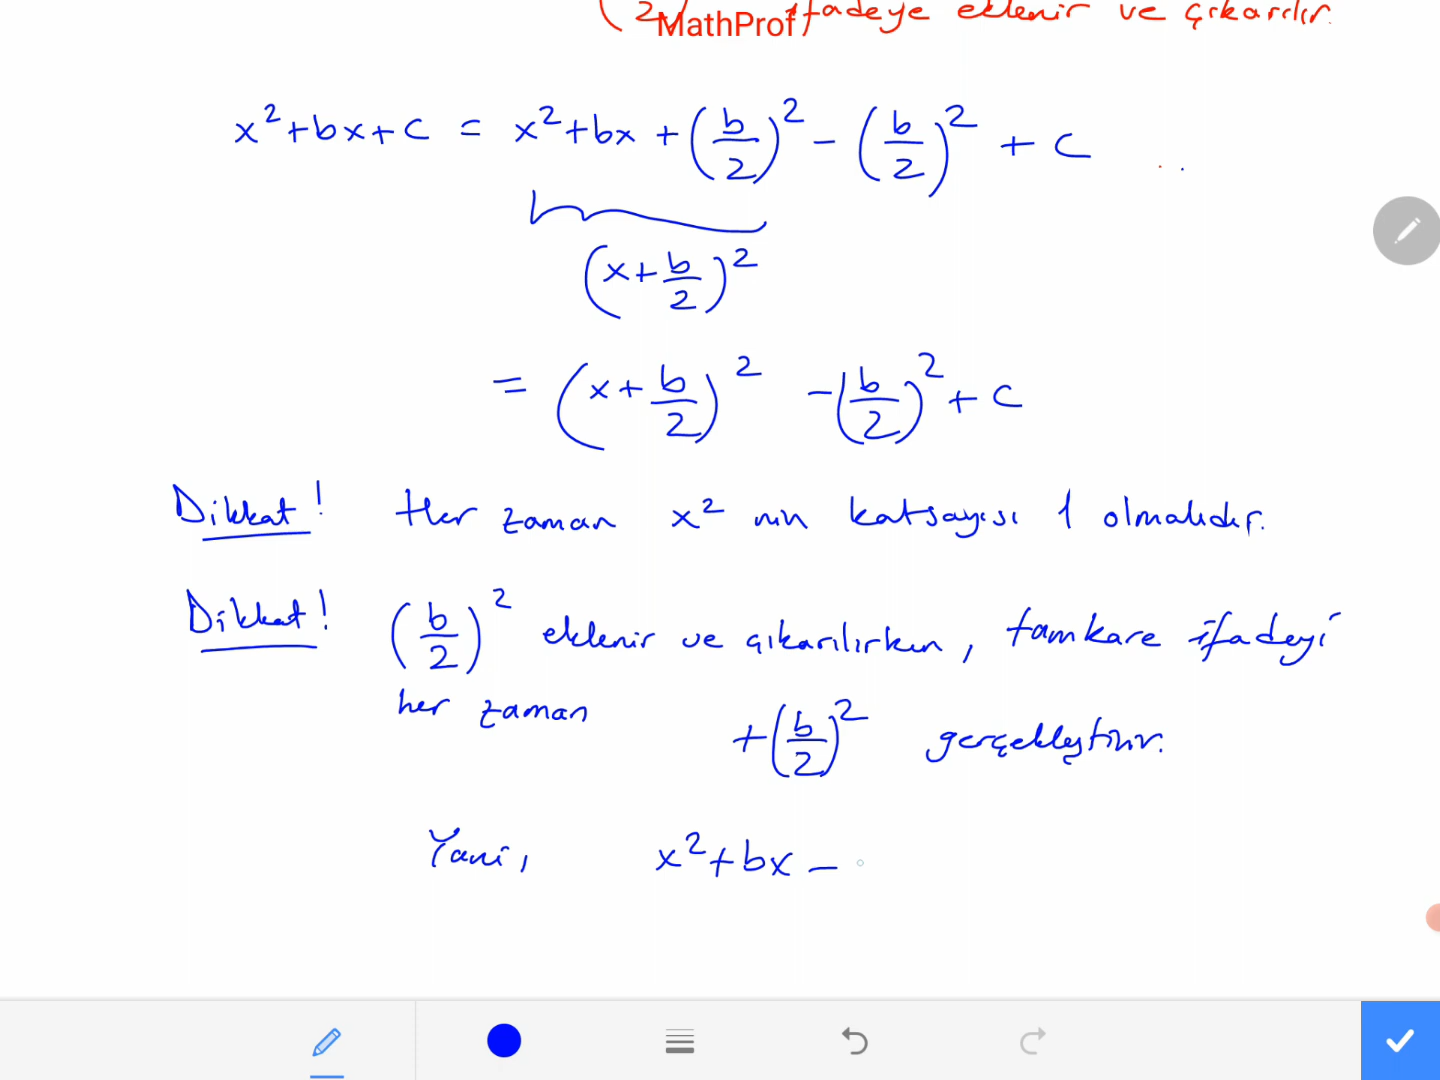 (2) ifadeye eklenir ve çıkarılır.
MathProf
x²+bx+c = x²+bx+(b/2)² - (b/2)² + c
(x+b/2)²
= (x+b/2)² - (b/2)² + c
Dikkat! Her zaman x² nin katsayısı 1 olmalıdır.
Dikkat! (b/2)² eklenir ve çıkarılırken, tamkare ifadeyi
her zaman +(b/2)² gerçekleştirir.
Yani, x²+bx -